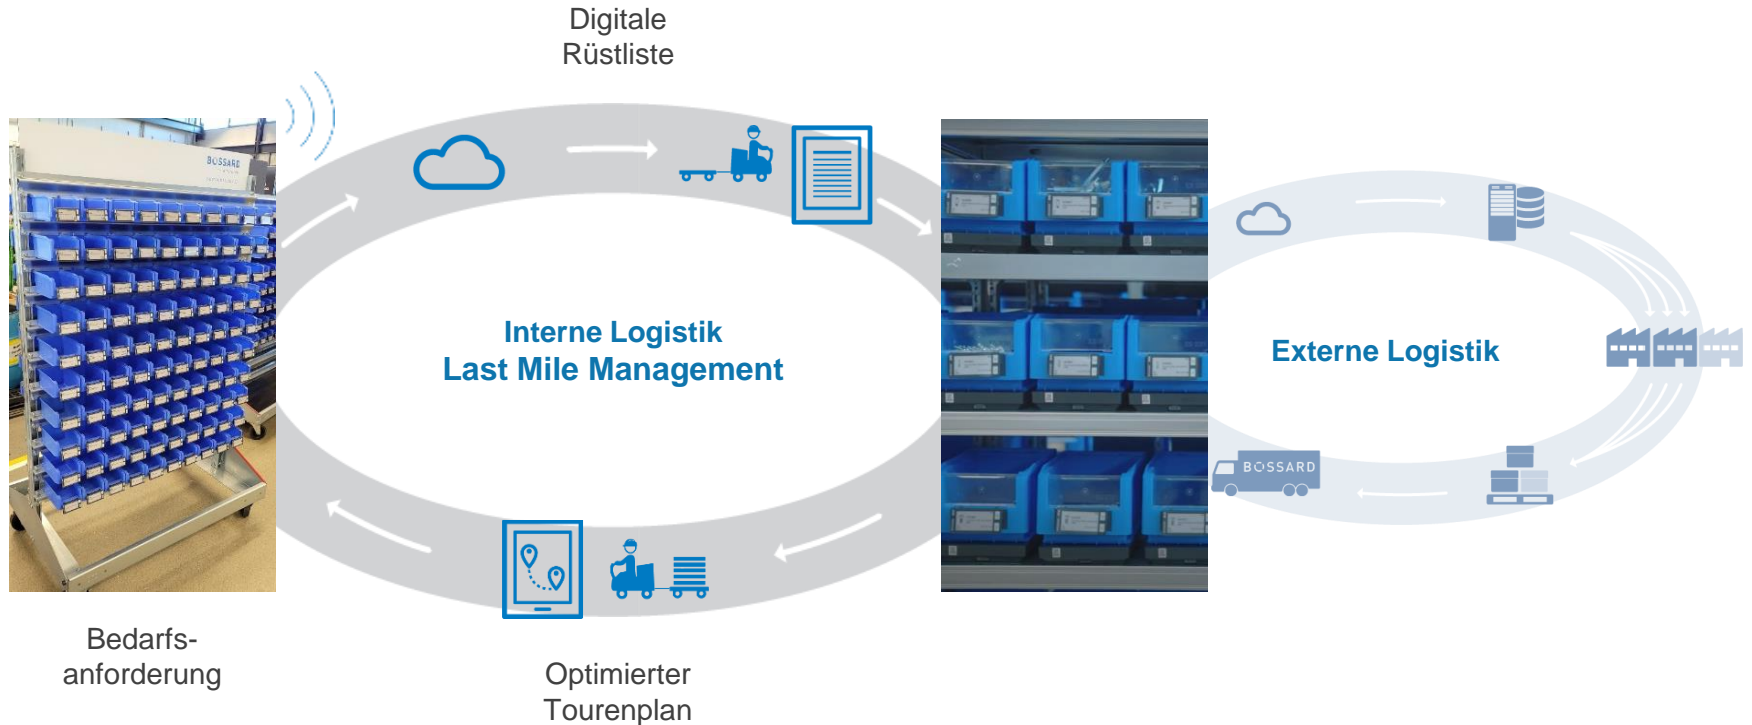 Digitale
Rüstliste
BOSSARD
Interne Logistik
Last Mile Management
Externe Logistik
BOSSARD
Bedarfs-
anforderung
Optimierter
Tourenplan